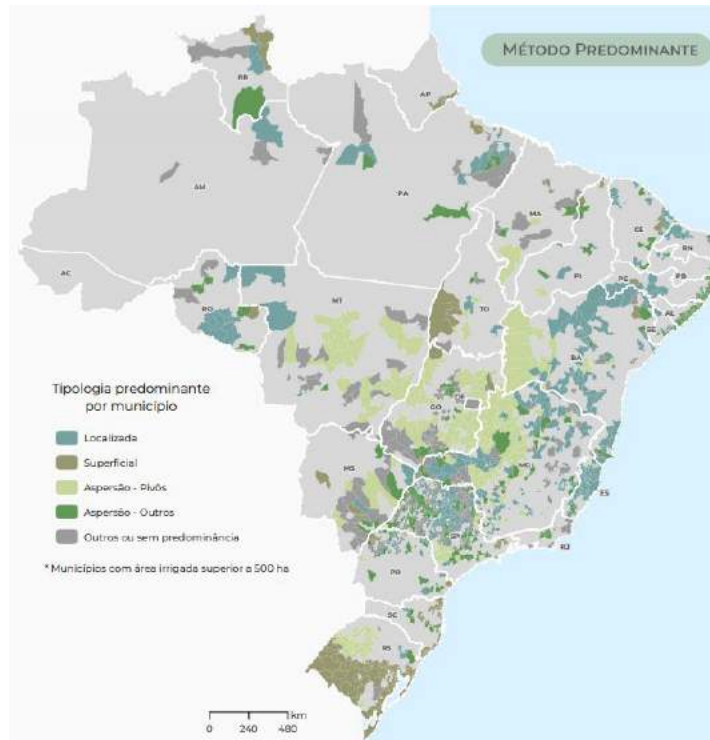 MÉTODO PREDOMINANTE
RR
AP
AM
PA
MA
CE
RN
PB
PE
AL
SE
PI
AC
RO
MT
TO
BA
GO
DF
MG
ES
MS
SP
RJ
PR
SC
RS
Tipologia predominante
por município
Localizada
Superficial
Aspersão - Pivôs
Aspersão - Outros
Outros ou sem predominância
* Municípios com área irrigada superior a 500 ha
km
0 240 480